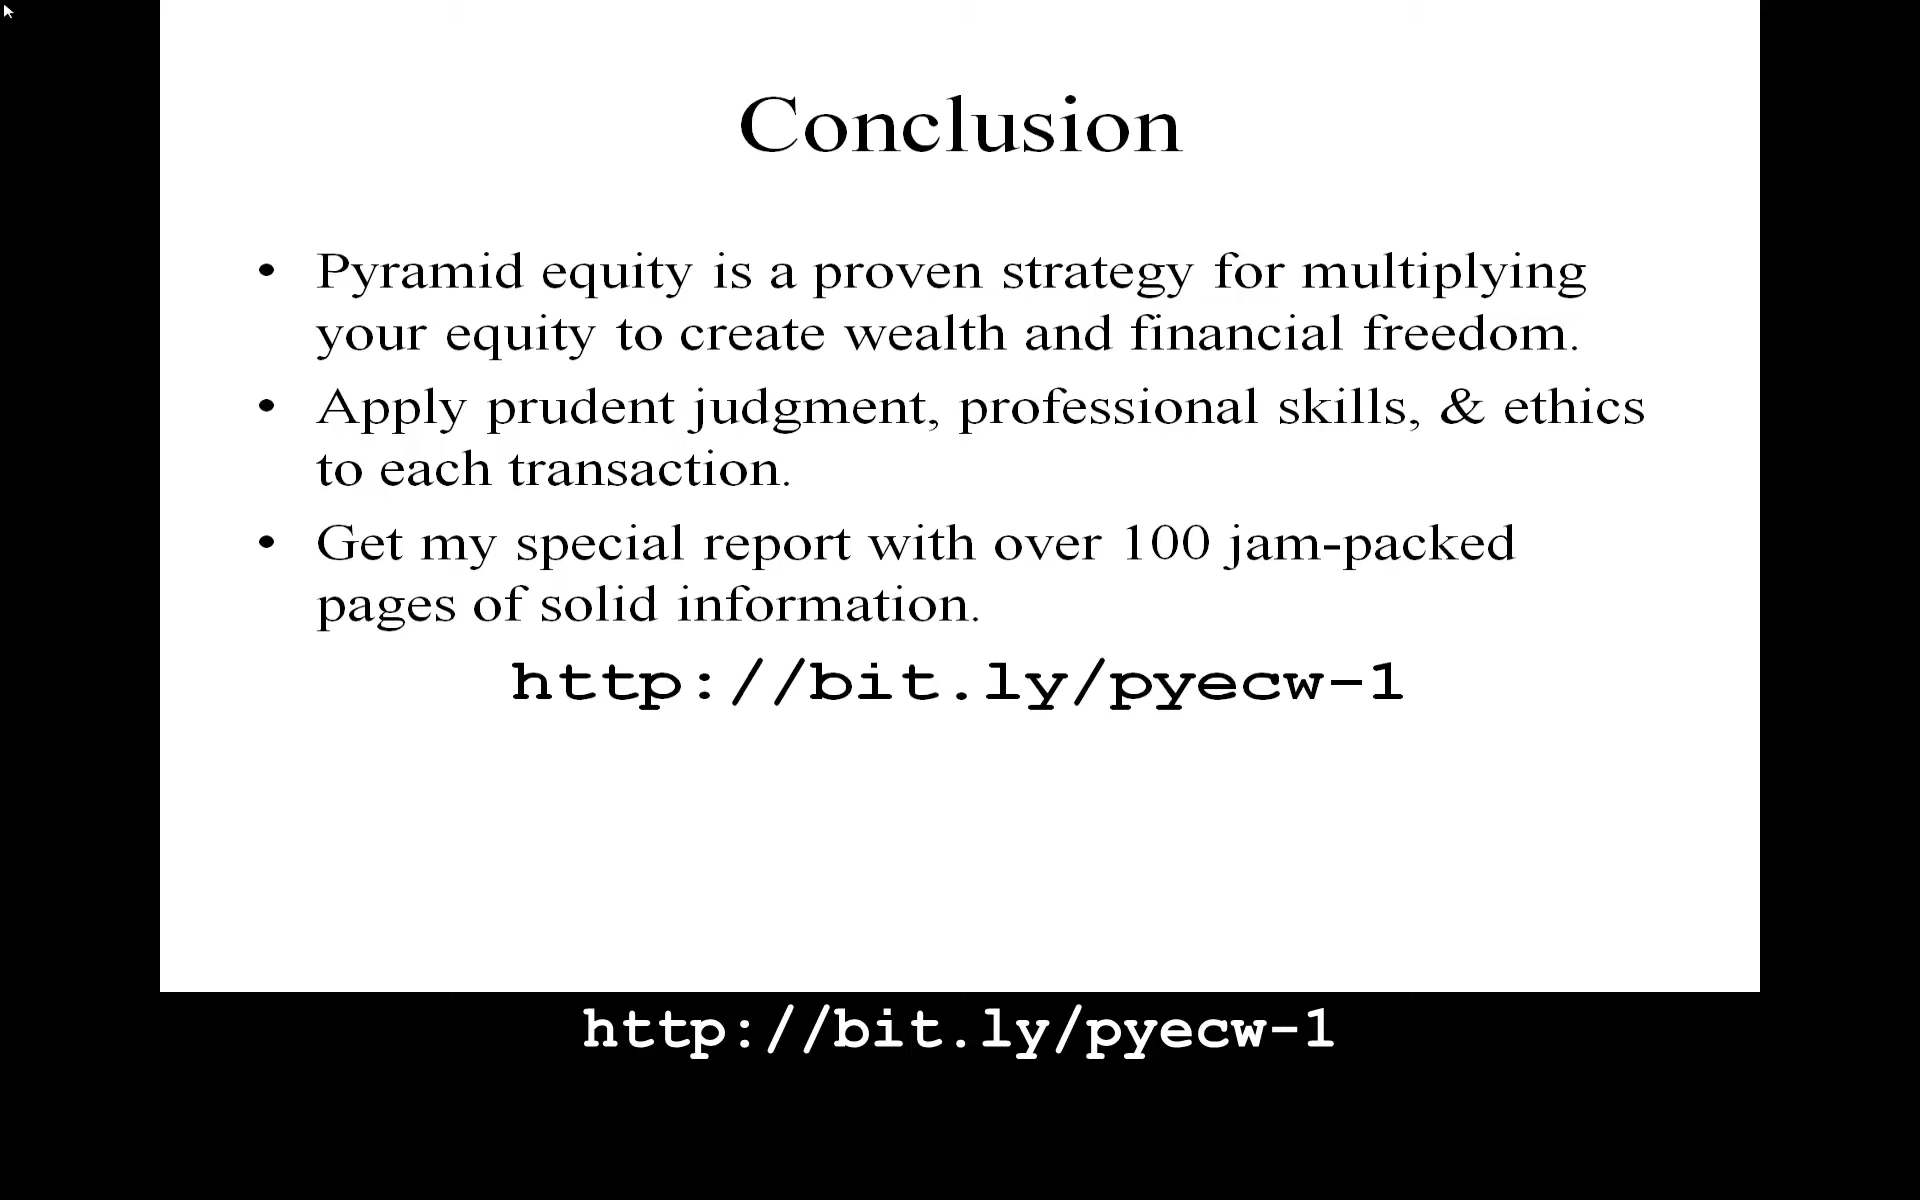 Conclusion
• Pyramid equity is a proven strategy for multiplying
your equity to create wealth and financial freedom.
• Apply prudent judgment, professional skills, & ethics
to each transaction.
• Get my special report with over 100 jam-packed
pages of solid information.
http://bit.ly/pyecw-1
http://bit.ly/pyecw-1